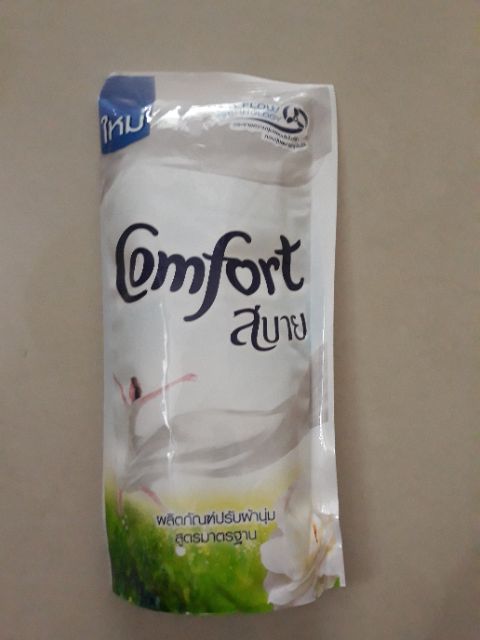 ใหม่
TECHNOLOGY
Comfort
สบาย
ผลิตภัณฑ์ปรับผ้านุ่ม
สูตรมาตรฐาน